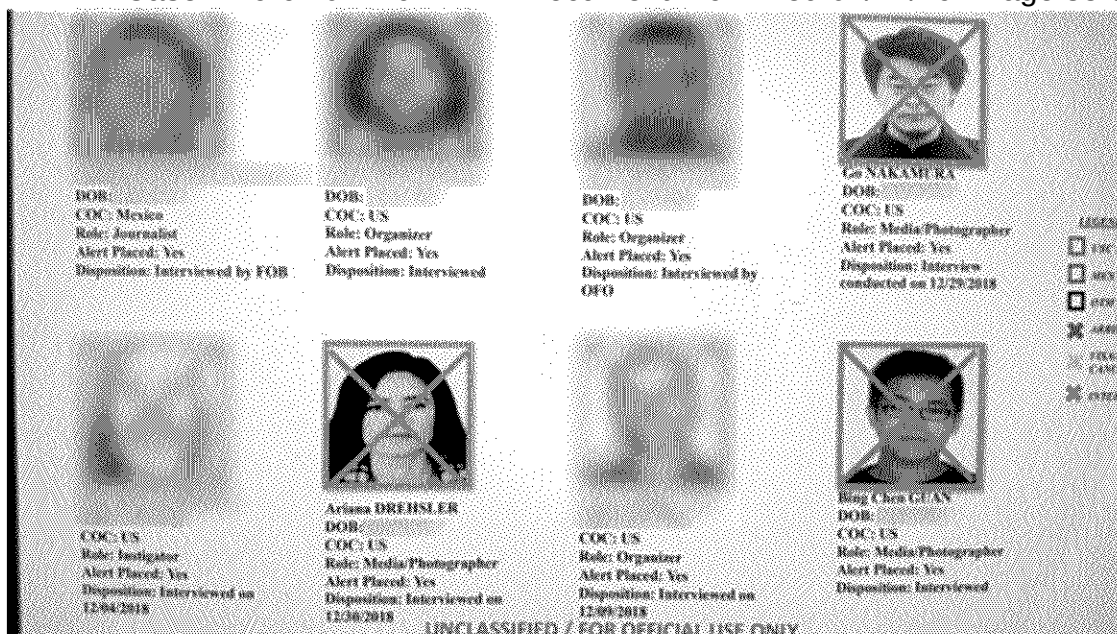 DOB:
COC: Mexico
Role: Journalist
Alert Placed: Yes
Disposition: Interviewed by FOB
DOB:
COC: US
Role: Organizer
Alert Placed: Yes
Disposition: Interviewed
DOB:
COC: US
Role: Organizer
Alert Placed: Yes
Disposition: Interviewed by
OFO
Go NAKAMURA
DOB:
COC: US
Role: Media/Photographer
Alert Placed: Yes
Disposition: Interview
conducted on 12/29/2018
COC: US
Role: Instigator
Alert Placed: Yes
Disposition: Interviewed on
12/04/2018
Ariana DREHSLER
DOB:
COC: US
Role: Media/Photographer
Alert Placed: Yes
Disposition: Interviewed on
12/30/2018
COC: US
Role: Organizer
Alert Placed: Yes
Disposition: Interviewed on
12/09/2018
Bing Chen GUAN
DOB:
COC: US
Role: Media/Photographer
Alert Placed: Yes
Disposition: Interviewed
UNCLASSIFIED / FOR OFFICIAL USE ONLY